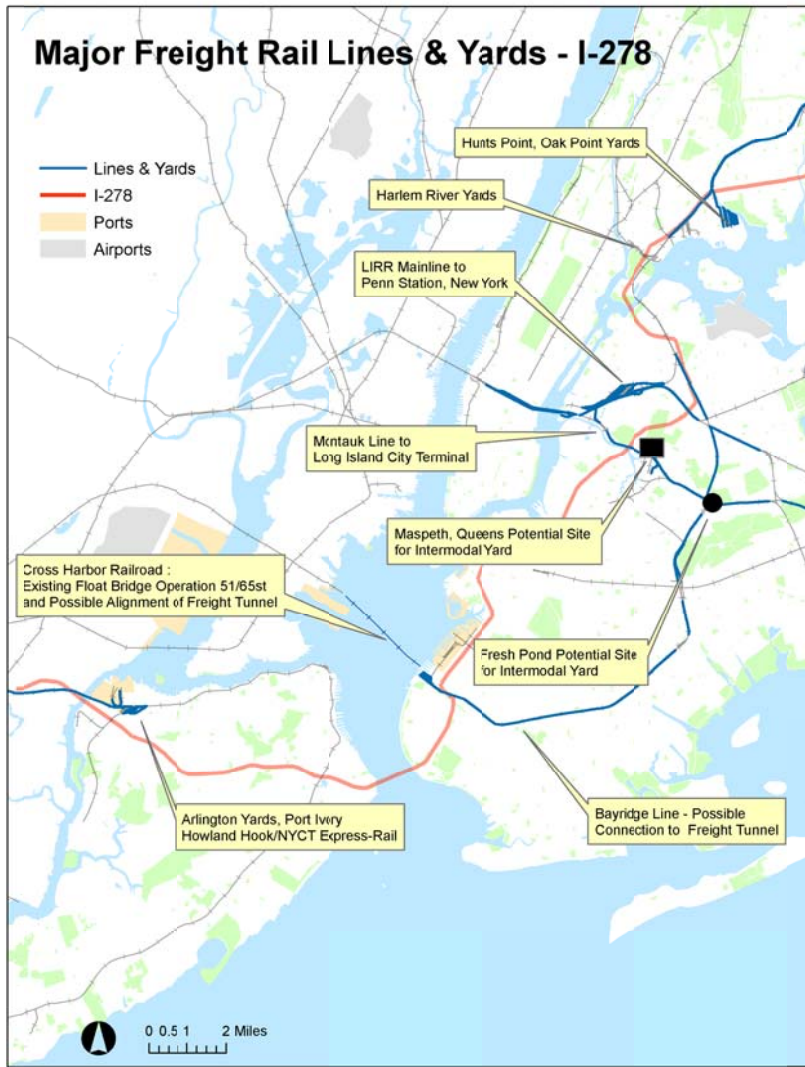 Major Freight Rail Lines & Yards - I-278
Hunts Point, Oak Point Yards
Lines & Yards
I-278
Ports
Airports
Harlem River Yards
LIRR Mainline to
Penn Station, New York
Montauk Line to
Long Island City Terminal
Maspeth, Queens Potential Site
for Intermodal Yard
Cross Harbor Railroad :
Existing Float Bridge Operation 51/65st
and Possible Alignment of Freight Tunnel
Fresh Pond Potential Site
for Intermodal Yard
Arlington Yards, Port Ivory
Howland Hook/NYCT Express-Rail
Bayridge Line - Possible
Connection to Freight Tunnel
0 0.5 1 2 Miles